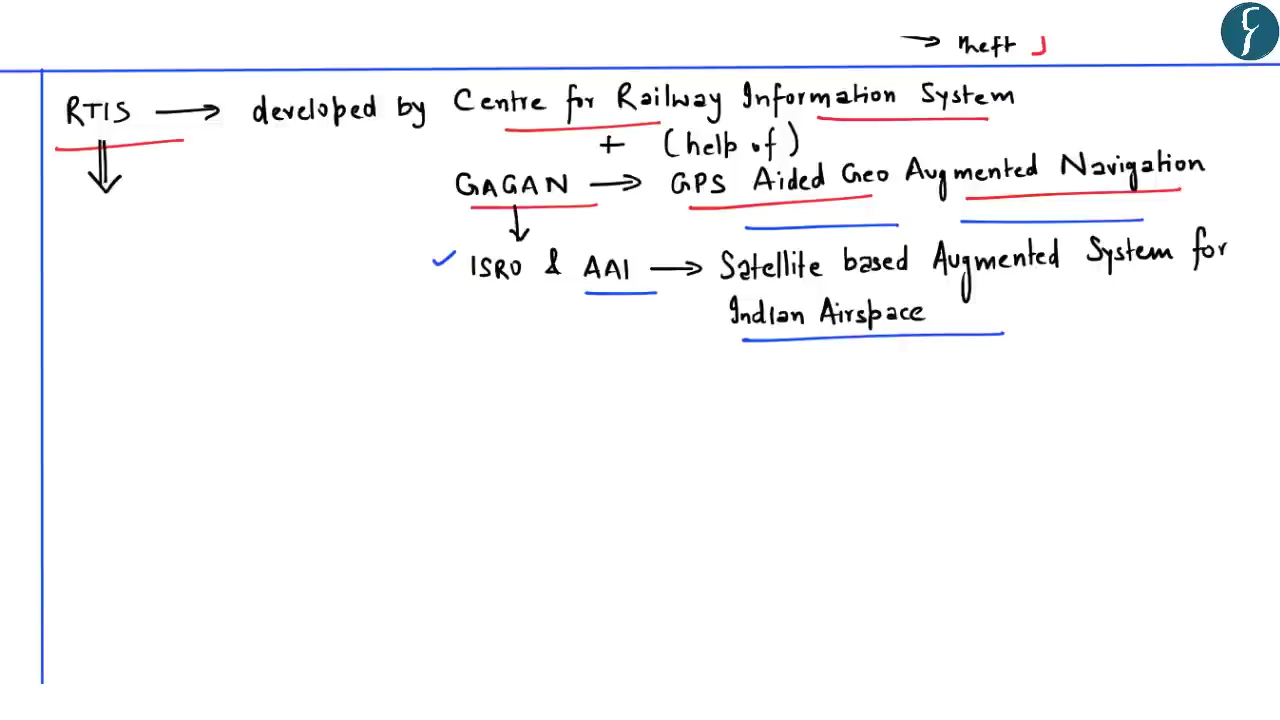 → theft
RTIS → developed by Centre for Railway Information System
+ (help of)
GAGAN → GPS Aided Geo Augmented Navigation
ISRO & AAI → Satellite based Augmented System for
Indian Airspace